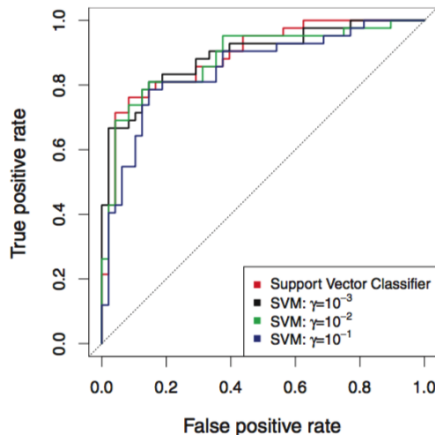 True positive rate
1.0
0.8
0.6
0.4
0.2
0.0
Support Vector Classifier
SVM: γ=10⁻³
SVM: γ=10⁻²
SVM: γ=10⁻¹
0.0 0.2 0.4 0.6 0.8 1.0
False positive rate